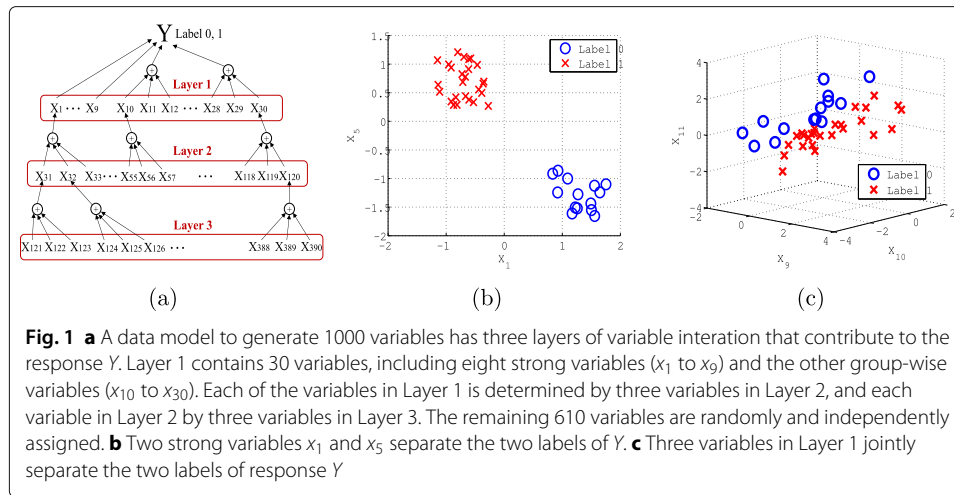 Y Label 0, 1
Layer 1
X1 ··· X9 X10 X11 X12 ··· X28 X29 X30
Layer 2
X31 X32 X33 ··· X55 X56 X57 ··· X118 X119 X120
Layer 3
X121 X122 X123 X124 X125 X126 ··· X388 X389 X390
(a)
1.5
1
0.5
0
-0.5
-1
-1.5
-2
X5
-2 -1 0 1 2
X1
Label 0
Label 1
(b)
4
2
0
-2
-4
X11
0
2
4
X9
-4
-2
0
2
X10
Label 0
Label 1
(c)
Fig. 1 a A data model to generate 1000 variables has three layers of variable interation that contribute to the
response Y. Layer 1 contains 30 variables, including eight strong variables (x1 to x9) and the other group-wise
variables (x10 to x30). Each of the variables in Layer 1 is determined by three variables in Layer 2, and each
variable in Layer 2 by three variables in Layer 3. The remaining 610 variables are randomly and independently
assigned. b Two strong variables x1 and x5 separate the two labels of Y. c Three variables in Layer 1 jointly
separate the two labels of response Y